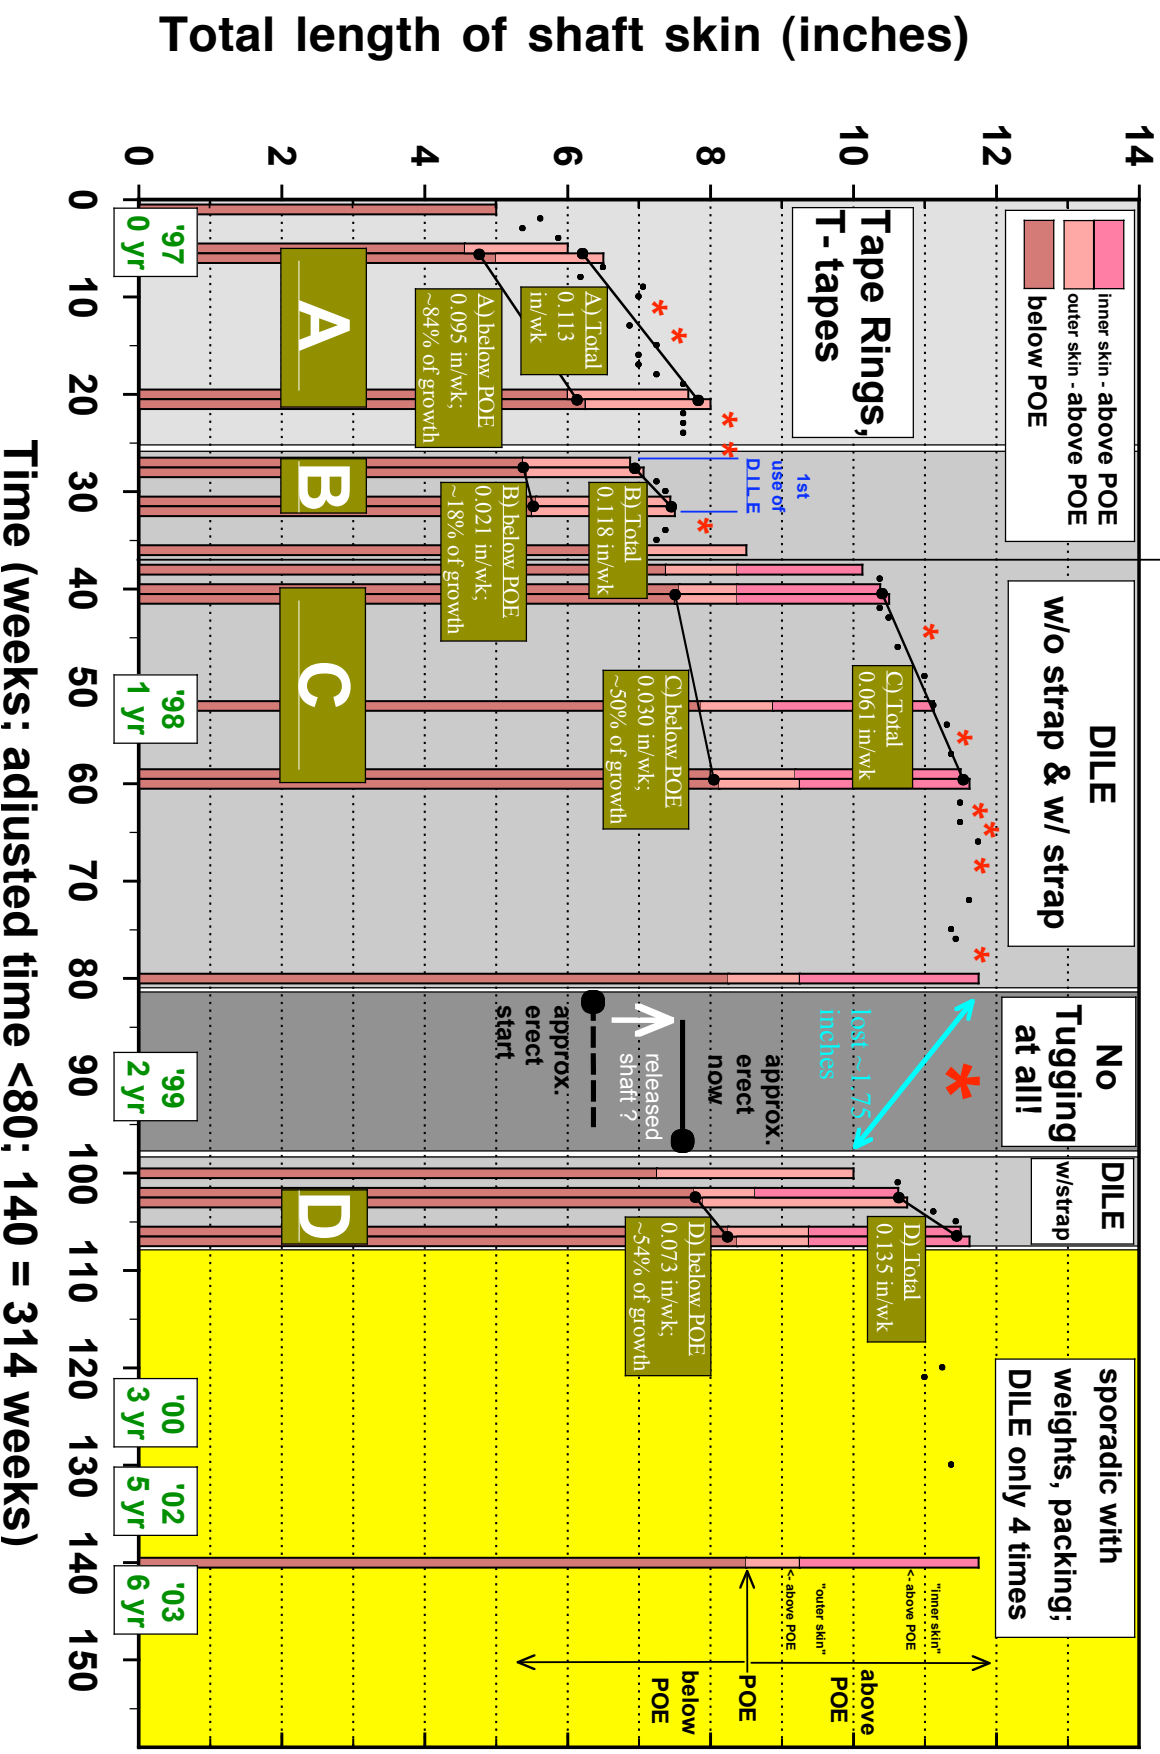 Total length of shaft skin (inches)
14
12
10
8
6
4
2
0
inner skin - above POE
outer skin - above POE
below POE
Tape Rings,
T- tapes
DILE
w/o strap & w/ strap
No
Tugging
at all!
DILE
w/strap
sporadic with
weights, packing;
DILE only 4 times
*
*
*
*
1st
use of
D I L E
*
*
*
*
*
*
*
*
A) Total
0.113
in/wk
A) below POE
0.095 in/wk;
~84% of growth
B) Total
0.118 in/wk
B) below POE
0.021 in/wk;
~18% of growth
C) Total
0.061 in/wk
C) below POE
0.030 in/wk;
~50% of growth
lost ~1.75
inches
approx.
erect
now
released
shaft ?
approx.
erect
start
D) Total
0.135 in/wk
D) below POE
0.073 in/wk;
~54% of growth
"inner skin"
<- above POE
"outer skin"
<- above POE
above
POE
POE
below
POE
A
B
C
D
'97
0 yr
'98
1 yr
'99
2 yr
'00
3 yr
'02
5 yr
'03
6 yr
0 10 20 30 40 50 60 70 80 90 100 110 120 130 140 150
Time (weeks; adjusted time <80; 140 = 314 weeks)